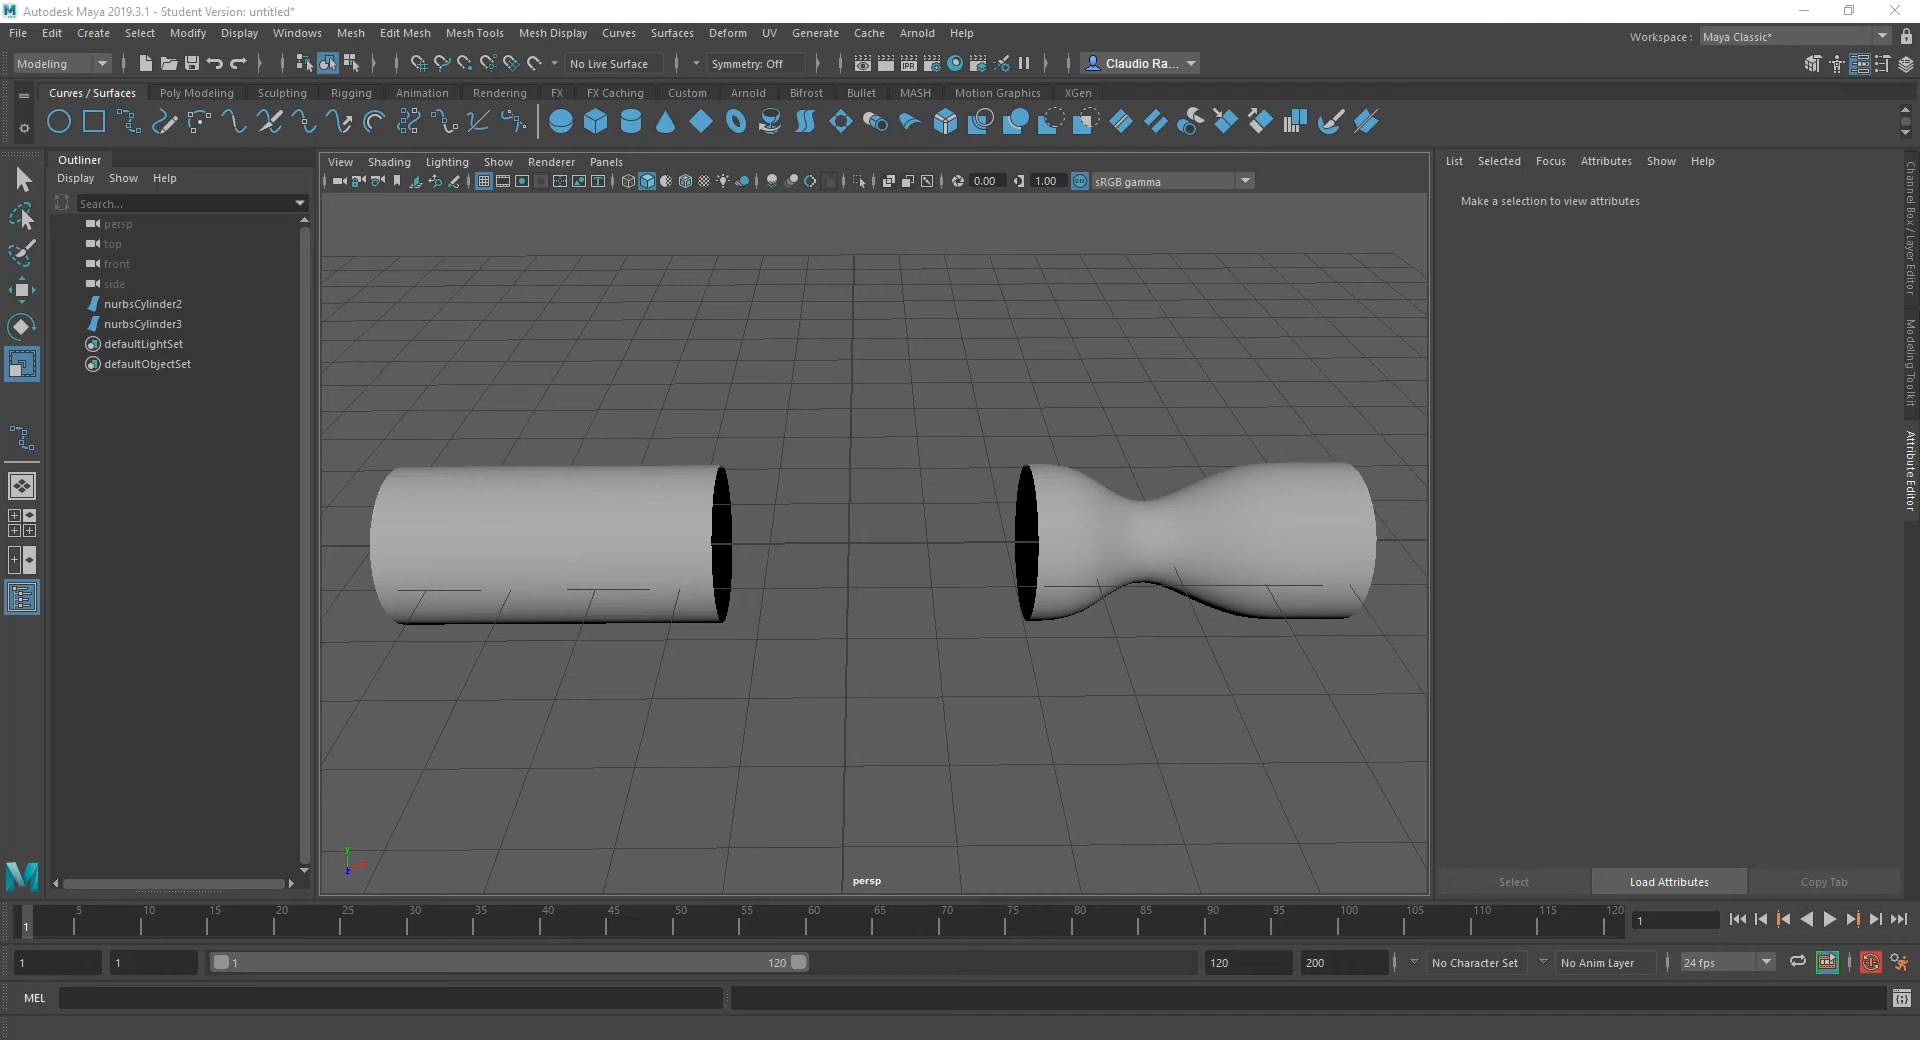 Autodesk Maya 2019.3.1 - Student Version: untitled*
File Edit Create Select Modify Display Windows Mesh Edit Mesh Mesh Tools Mesh Display Curves Surfaces Deform UV Generate Cache Arnold Help
Workspace : Maya Classic*
Modeling No Live Surface Symmetry: Off Claudio Ra...
Curves / Surfaces Poly Modeling Sculpting Rigging Animation Rendering FX FX Caching Custom Arnold Bifrost Bullet MASH Motion Graphics XGen
Outliner
Display Show Help
Search...
persp
top
front
side
nurbsCylinder2
nurbsCylinder3
defaultLightSet
defaultObjectSet
View Shading Lighting Show Renderer Panels
0.00 1.00 ON sRGB gamma
persp
List Selected Focus Attributes Show Help
Make a selection to view attributes
Select Load Attributes Copy Tab
Channel Box / Layer Editor
Modeling Toolkit
Attribute Editor
1 5 10 15 20 25 30 35 40 45 50 55 60 65 70 75 80 85 90 95 100 105 110 115 120 1
1 1 1 120 120 200 No Character Set No Anim Layer 24 fps
MEL